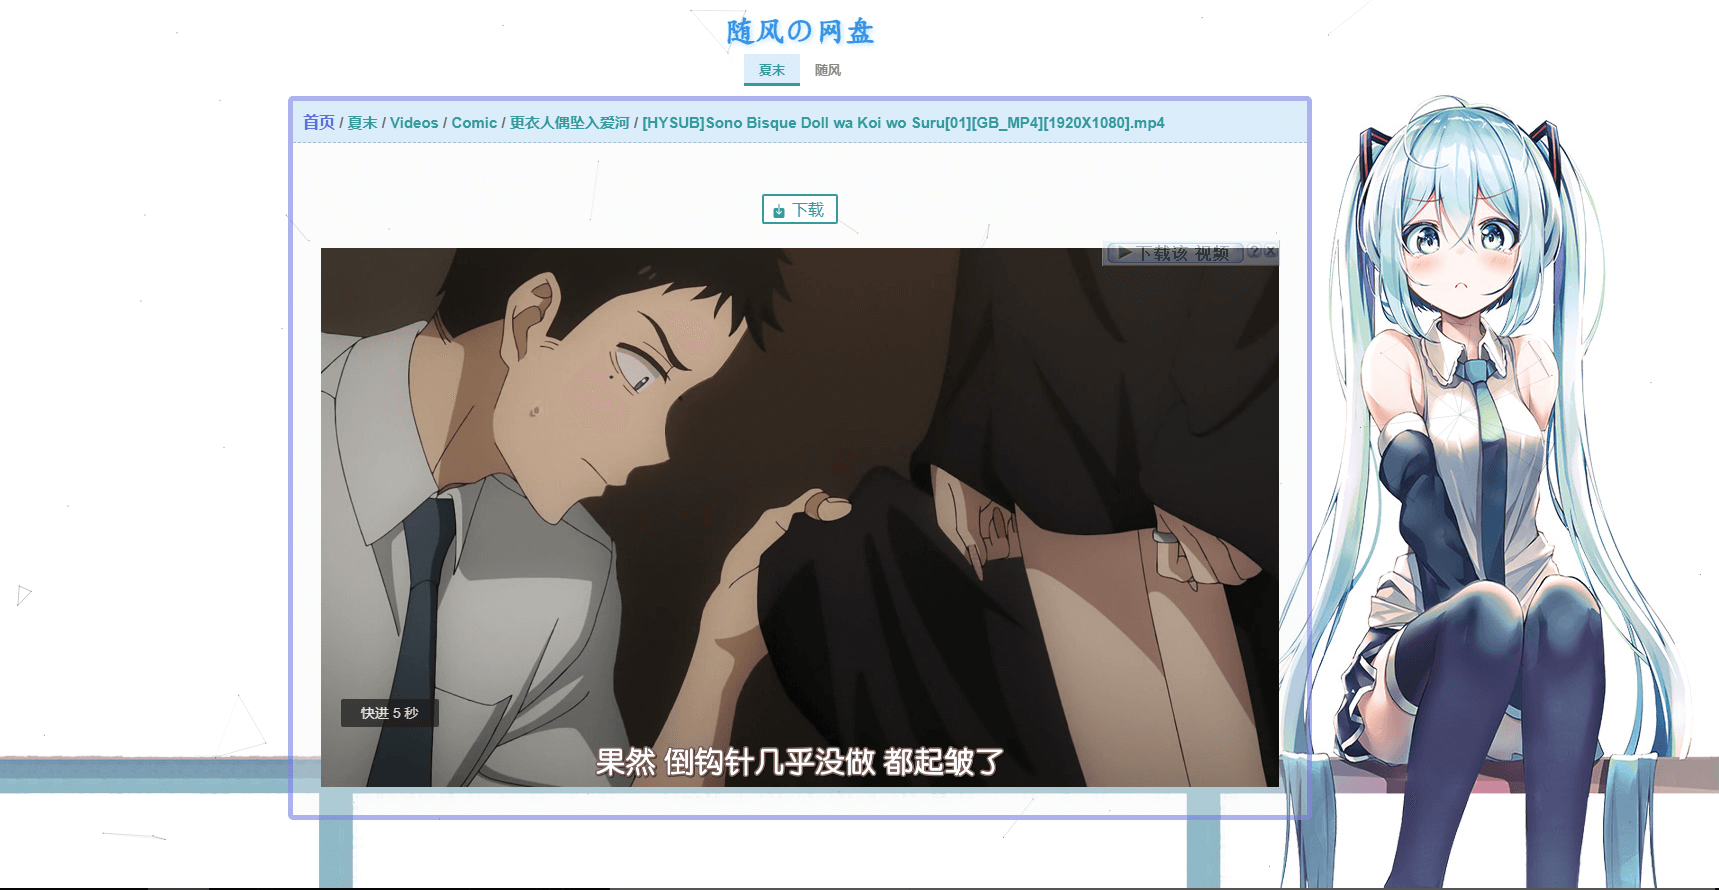 随风の网盘
夏末 随风
首页 / 夏末 / Videos / Comic / 更衣人偶坠入爱河 / [HYSUB]Sono Bisque Doll wa Koi wo Suru[01][GB_MP4][1920X1080].mp4
下载
下载该 视频 ? X
快进 5 秒
果然 倒钩针几乎没做 都起皱了